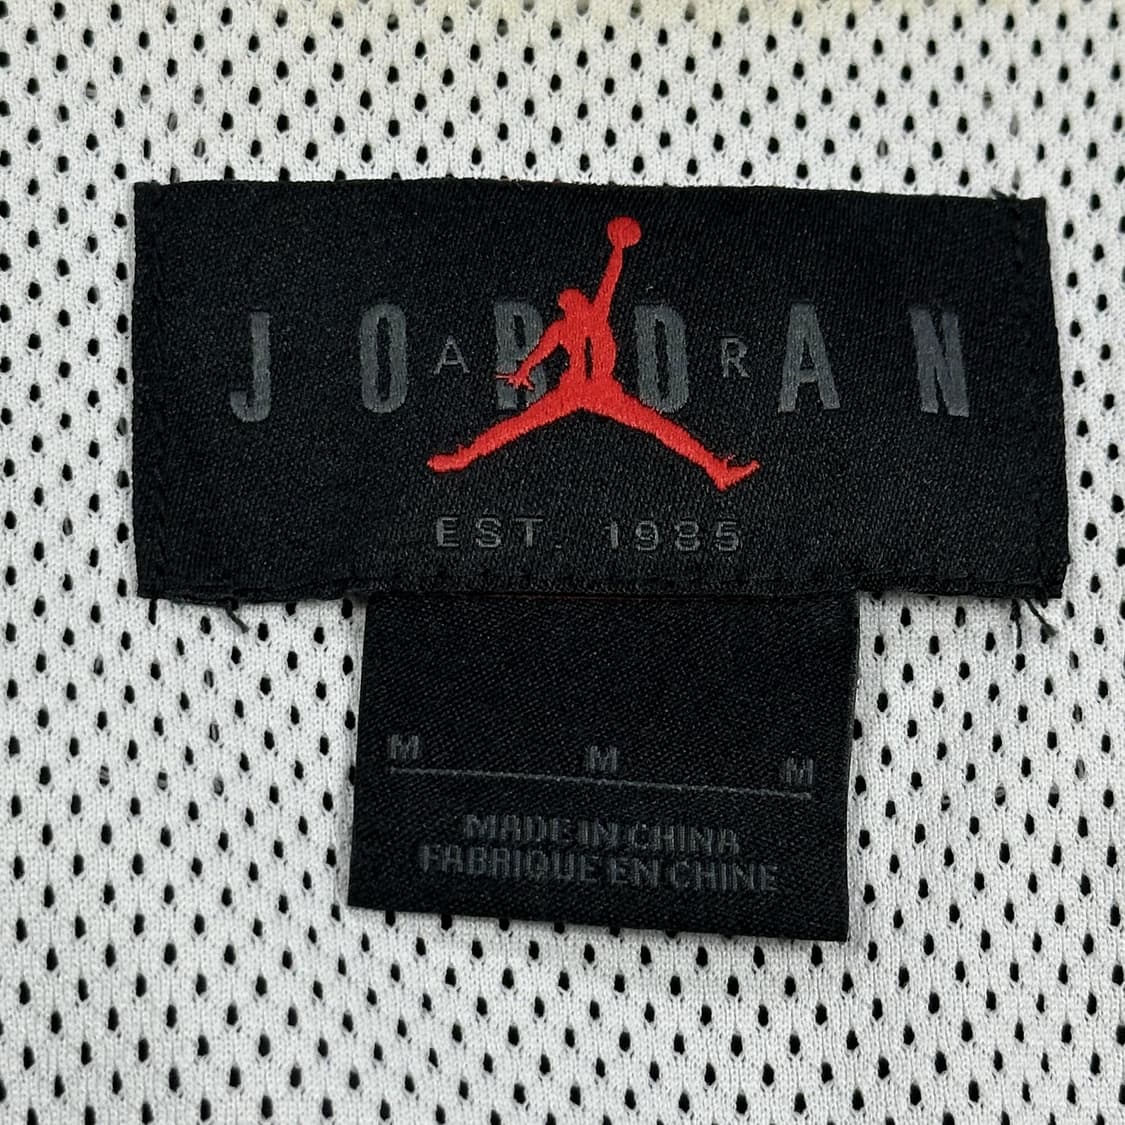 JORDAN
AIR
EST. 1985
M M M
MADE IN CHINA
FABRIQUE EN CHINE